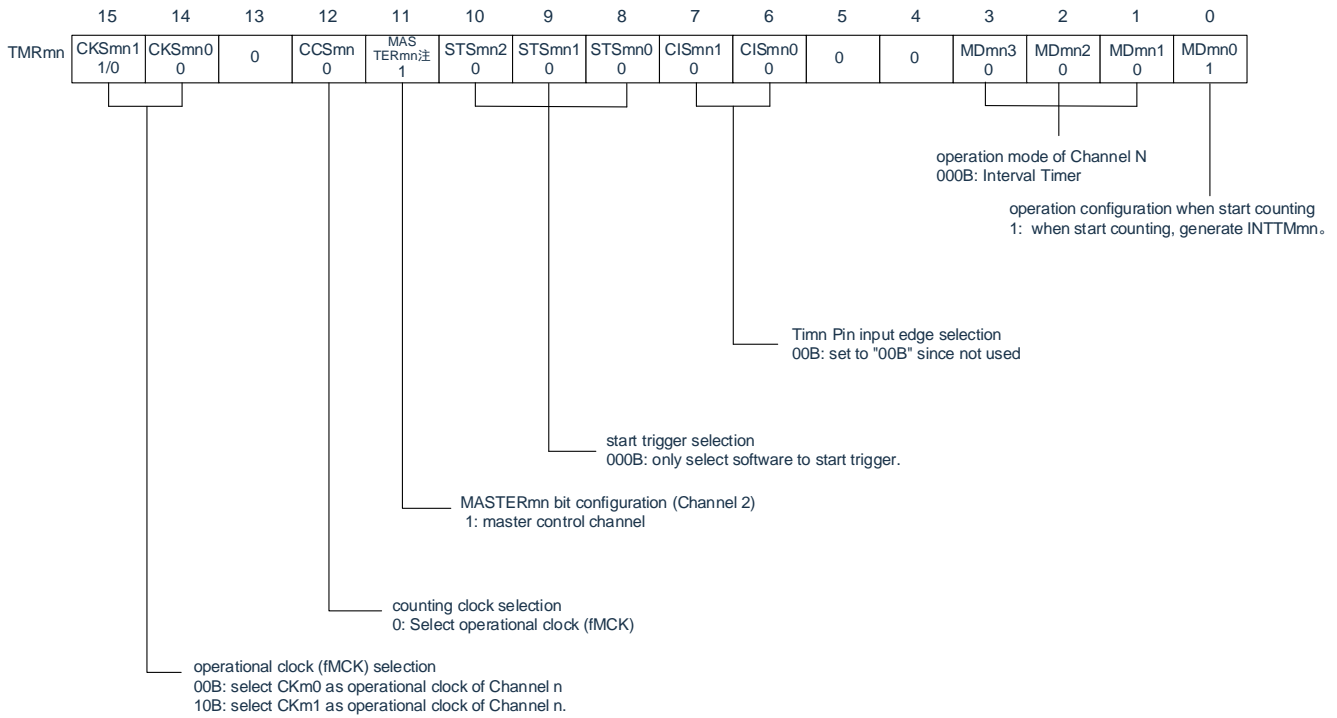 15 14 13 12 11 10 9 8 7 6 5 4 3 2 1 0
TMRmn
CKSmn1 CKSmn0 0 CCSmn MAS STSmn2 STSmn1 STSmn0 CISmn1 CISmn0 0 0 MDmn3 MDmn2 MDmn1 MDmn0
TERmn注
1/0 0 0 1 0 0 0 0 0 0 0 0 1
operation mode of Channel N
000B: Interval Timer
operation configuration when start counting
1: when start counting, generate INTTMmn。
Timn Pin input edge selection
00B: set to "00B" since not used
start trigger selection
000B: only select software to start trigger.
MASTERmn bit configuration (Channel 2)
1: master control channel
counting clock selection
0: Select operational clock (fMCK)
operational clock (fMCK) selection
00B: select CKm0 as operational clock of Channel n
10B: select CKm1 as operational clock of Channel n.